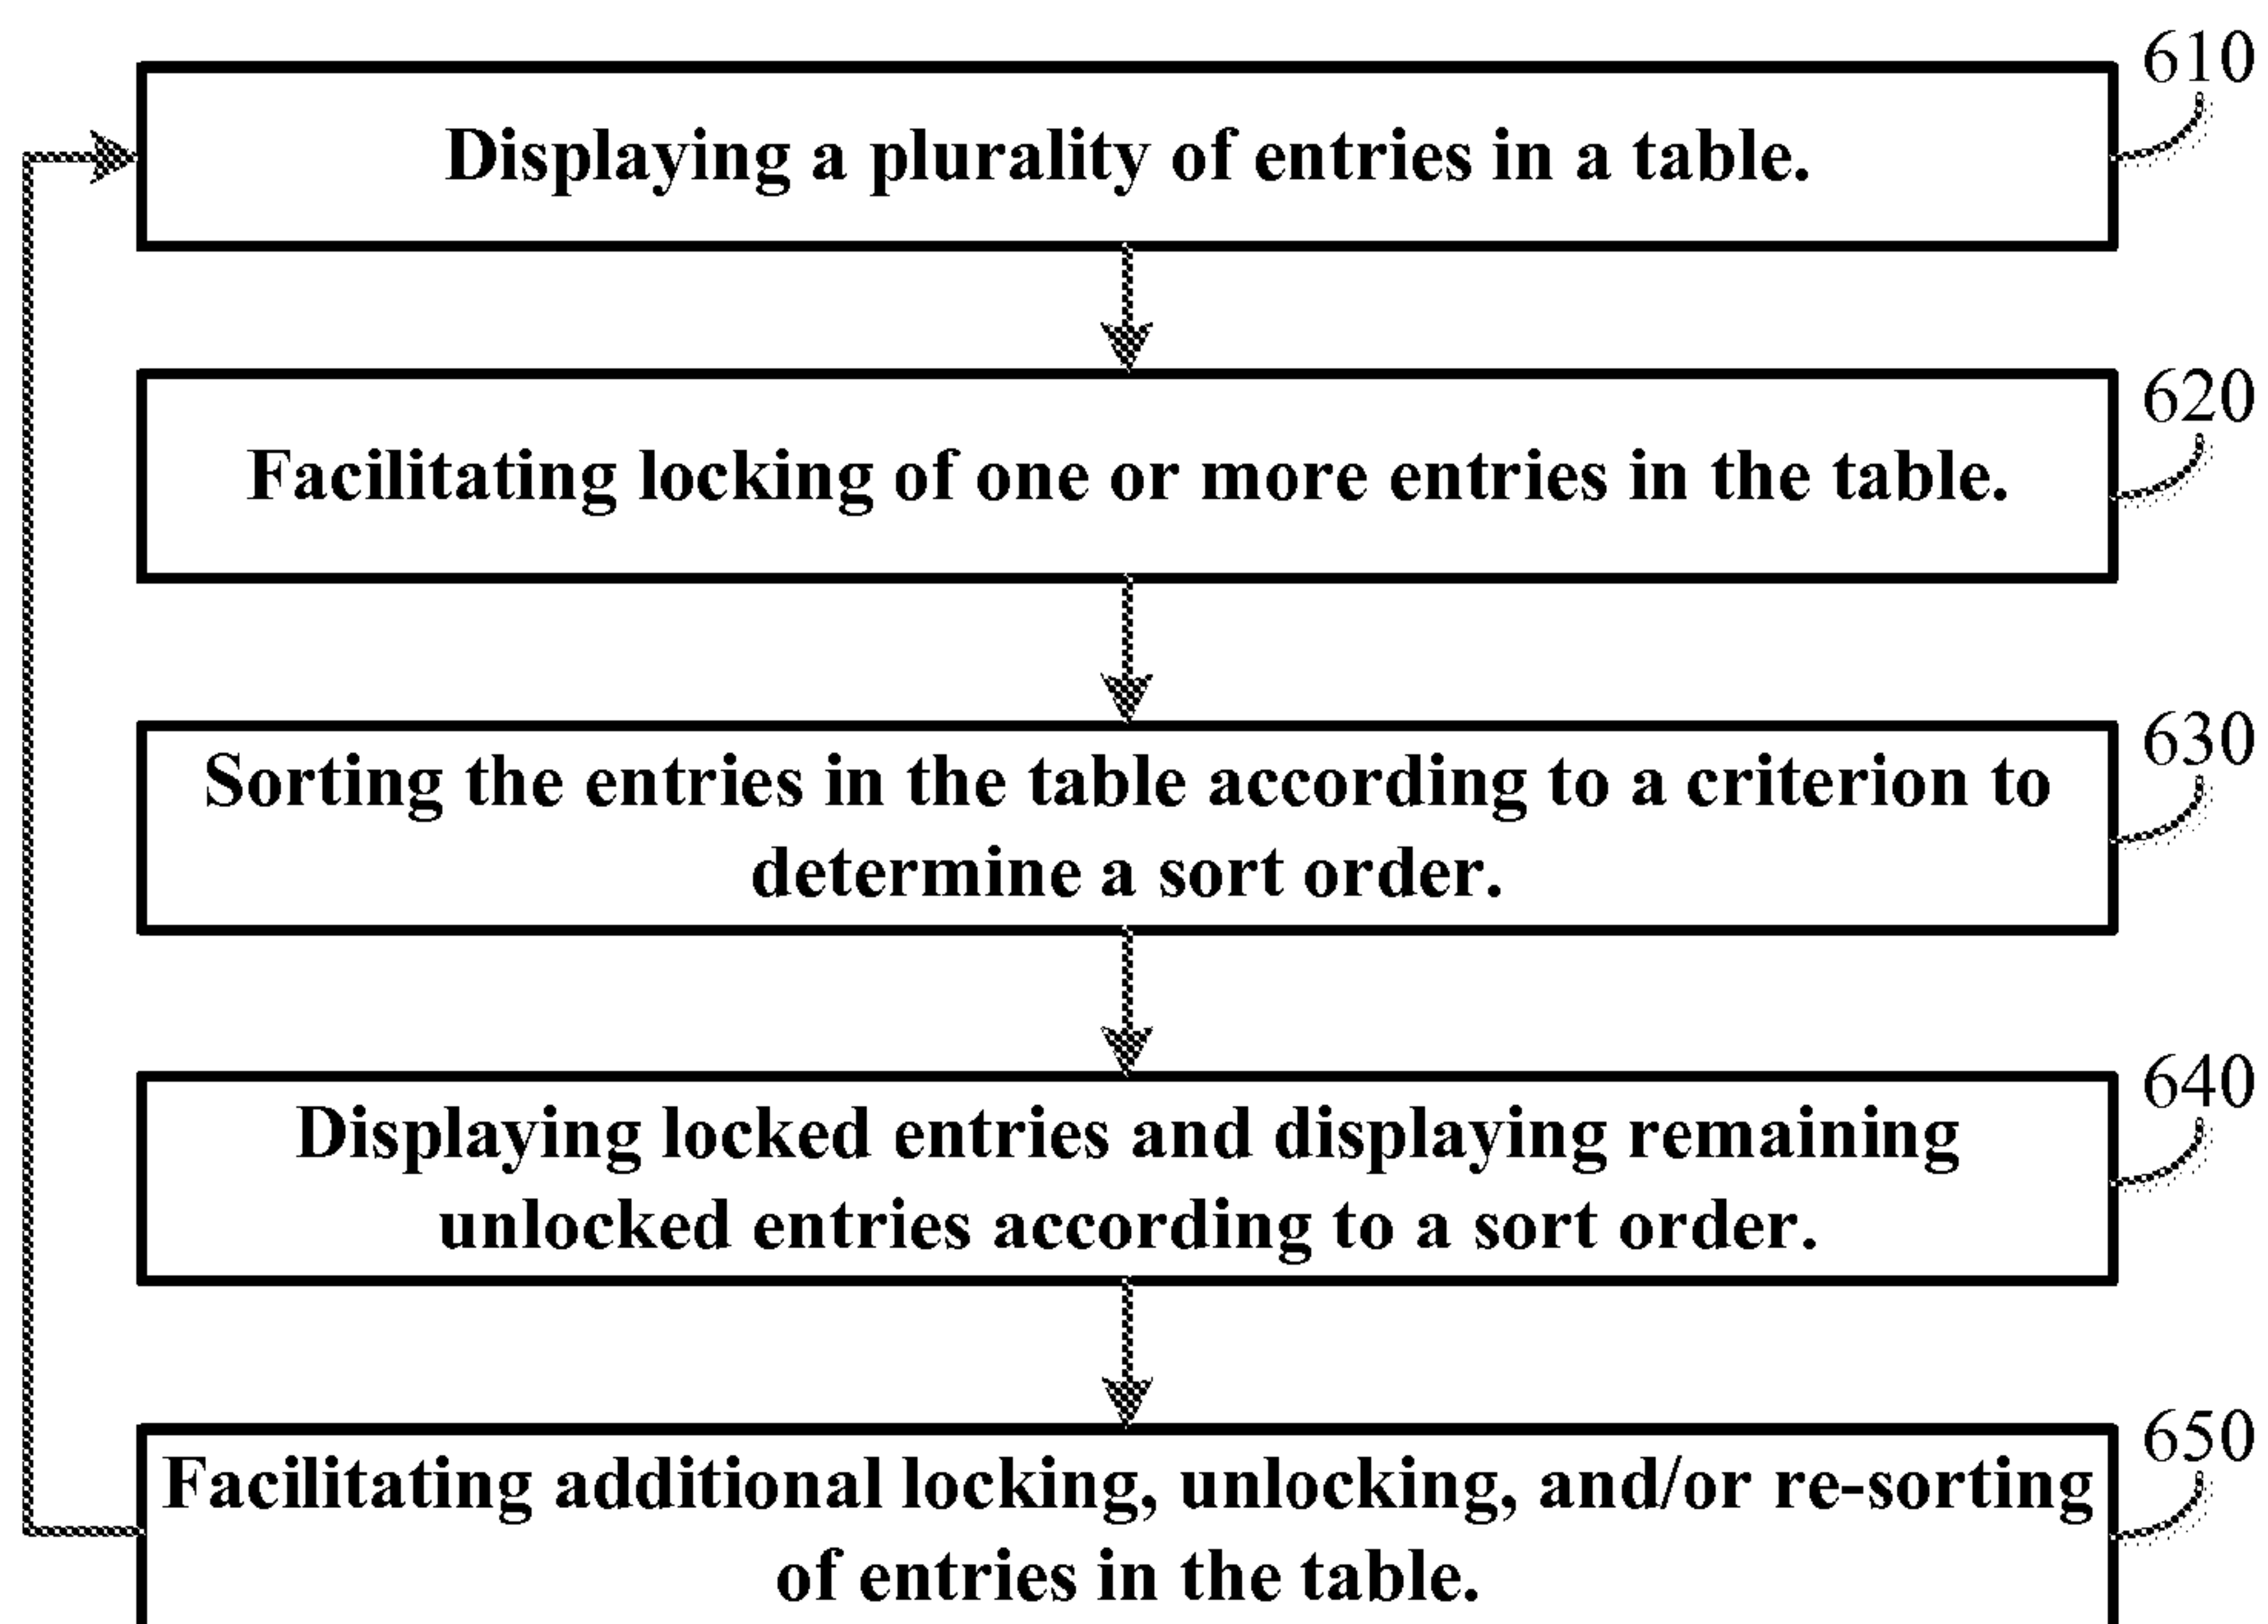 610
Displaying a plurality of entries in a table.
620
Facilitating locking of one or more entries in the table.
630
Sorting the entries in the table according to a criterion to
determine a sort order.
640
Displaying locked entries and displaying remaining
unlocked entries according to a sort order.
650
Facilitating additional locking, unlocking, and/or re-sorting
of entries in the table.